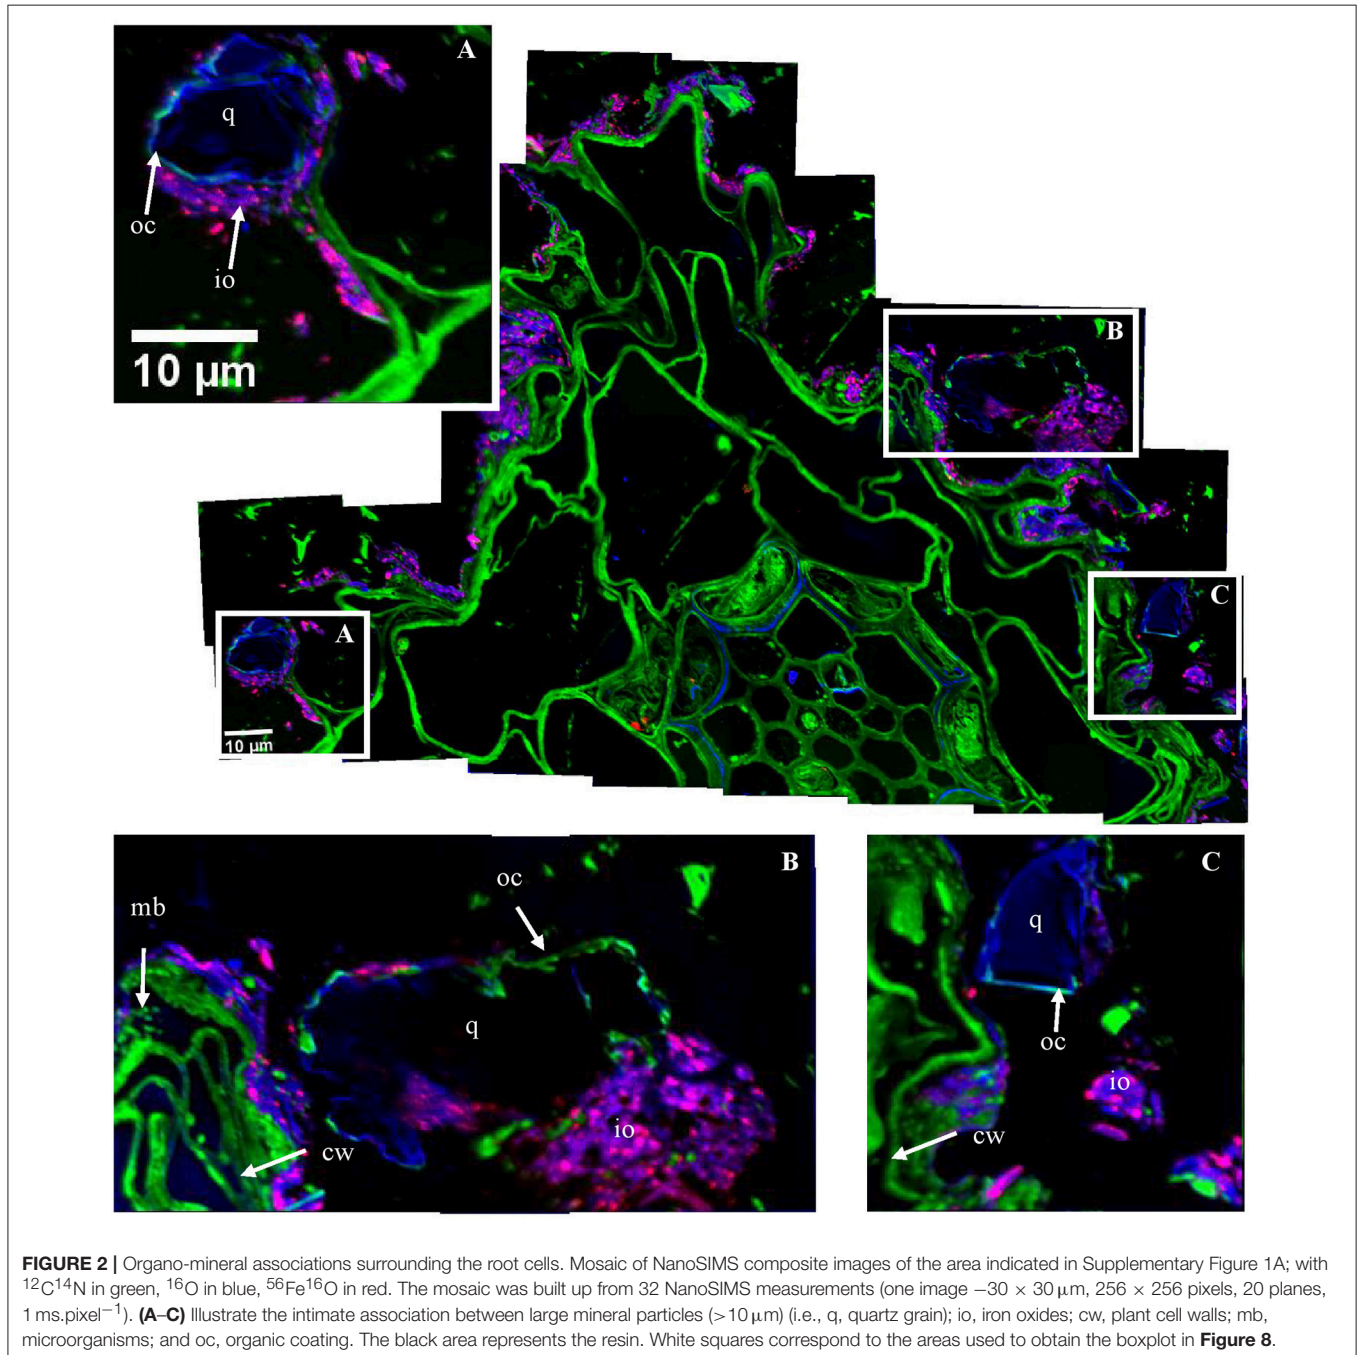 A
q
oc
io
10 µm
B
C
A
10 µm
B
oc
mb
q
io
cw
C
q
oc
io
cw
FIGURE 2 | Organo-mineral associations surrounding the root cells. Mosaic of NanoSIMS composite images of the area indicated in Supplementary Figure 1A; with
¹²C¹⁴N in green, ¹⁶O in blue, ⁵⁶Fe¹⁶O in red. The mosaic was built up from 32 NanoSIMS measurements (one image −30 × 30 µm, 256 × 256 pixels, 20 planes,
1 ms.pixel⁻¹). (A–C) Illustrate the intimate association between large mineral particles (>10 µm) (i.e., q, quartz grain); io, iron oxides; cw, plant cell walls; mb,
microorganisms; and oc, organic coating. The black area represents the resin. White squares correspond to the areas used to obtain the boxplot in Figure 8.